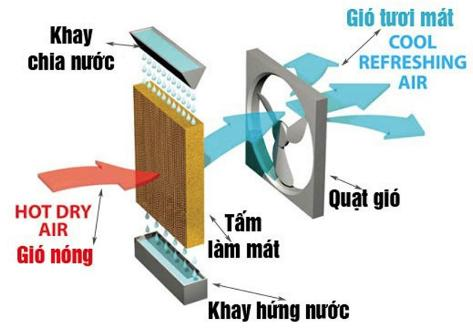 Khay
chia nước
Gió tươi mát
COOL
REFRESHING
AIR
HOT DRY
AIR
Gió nóng
Tấm
làm mát
Quạt gió
Khay hứng nước